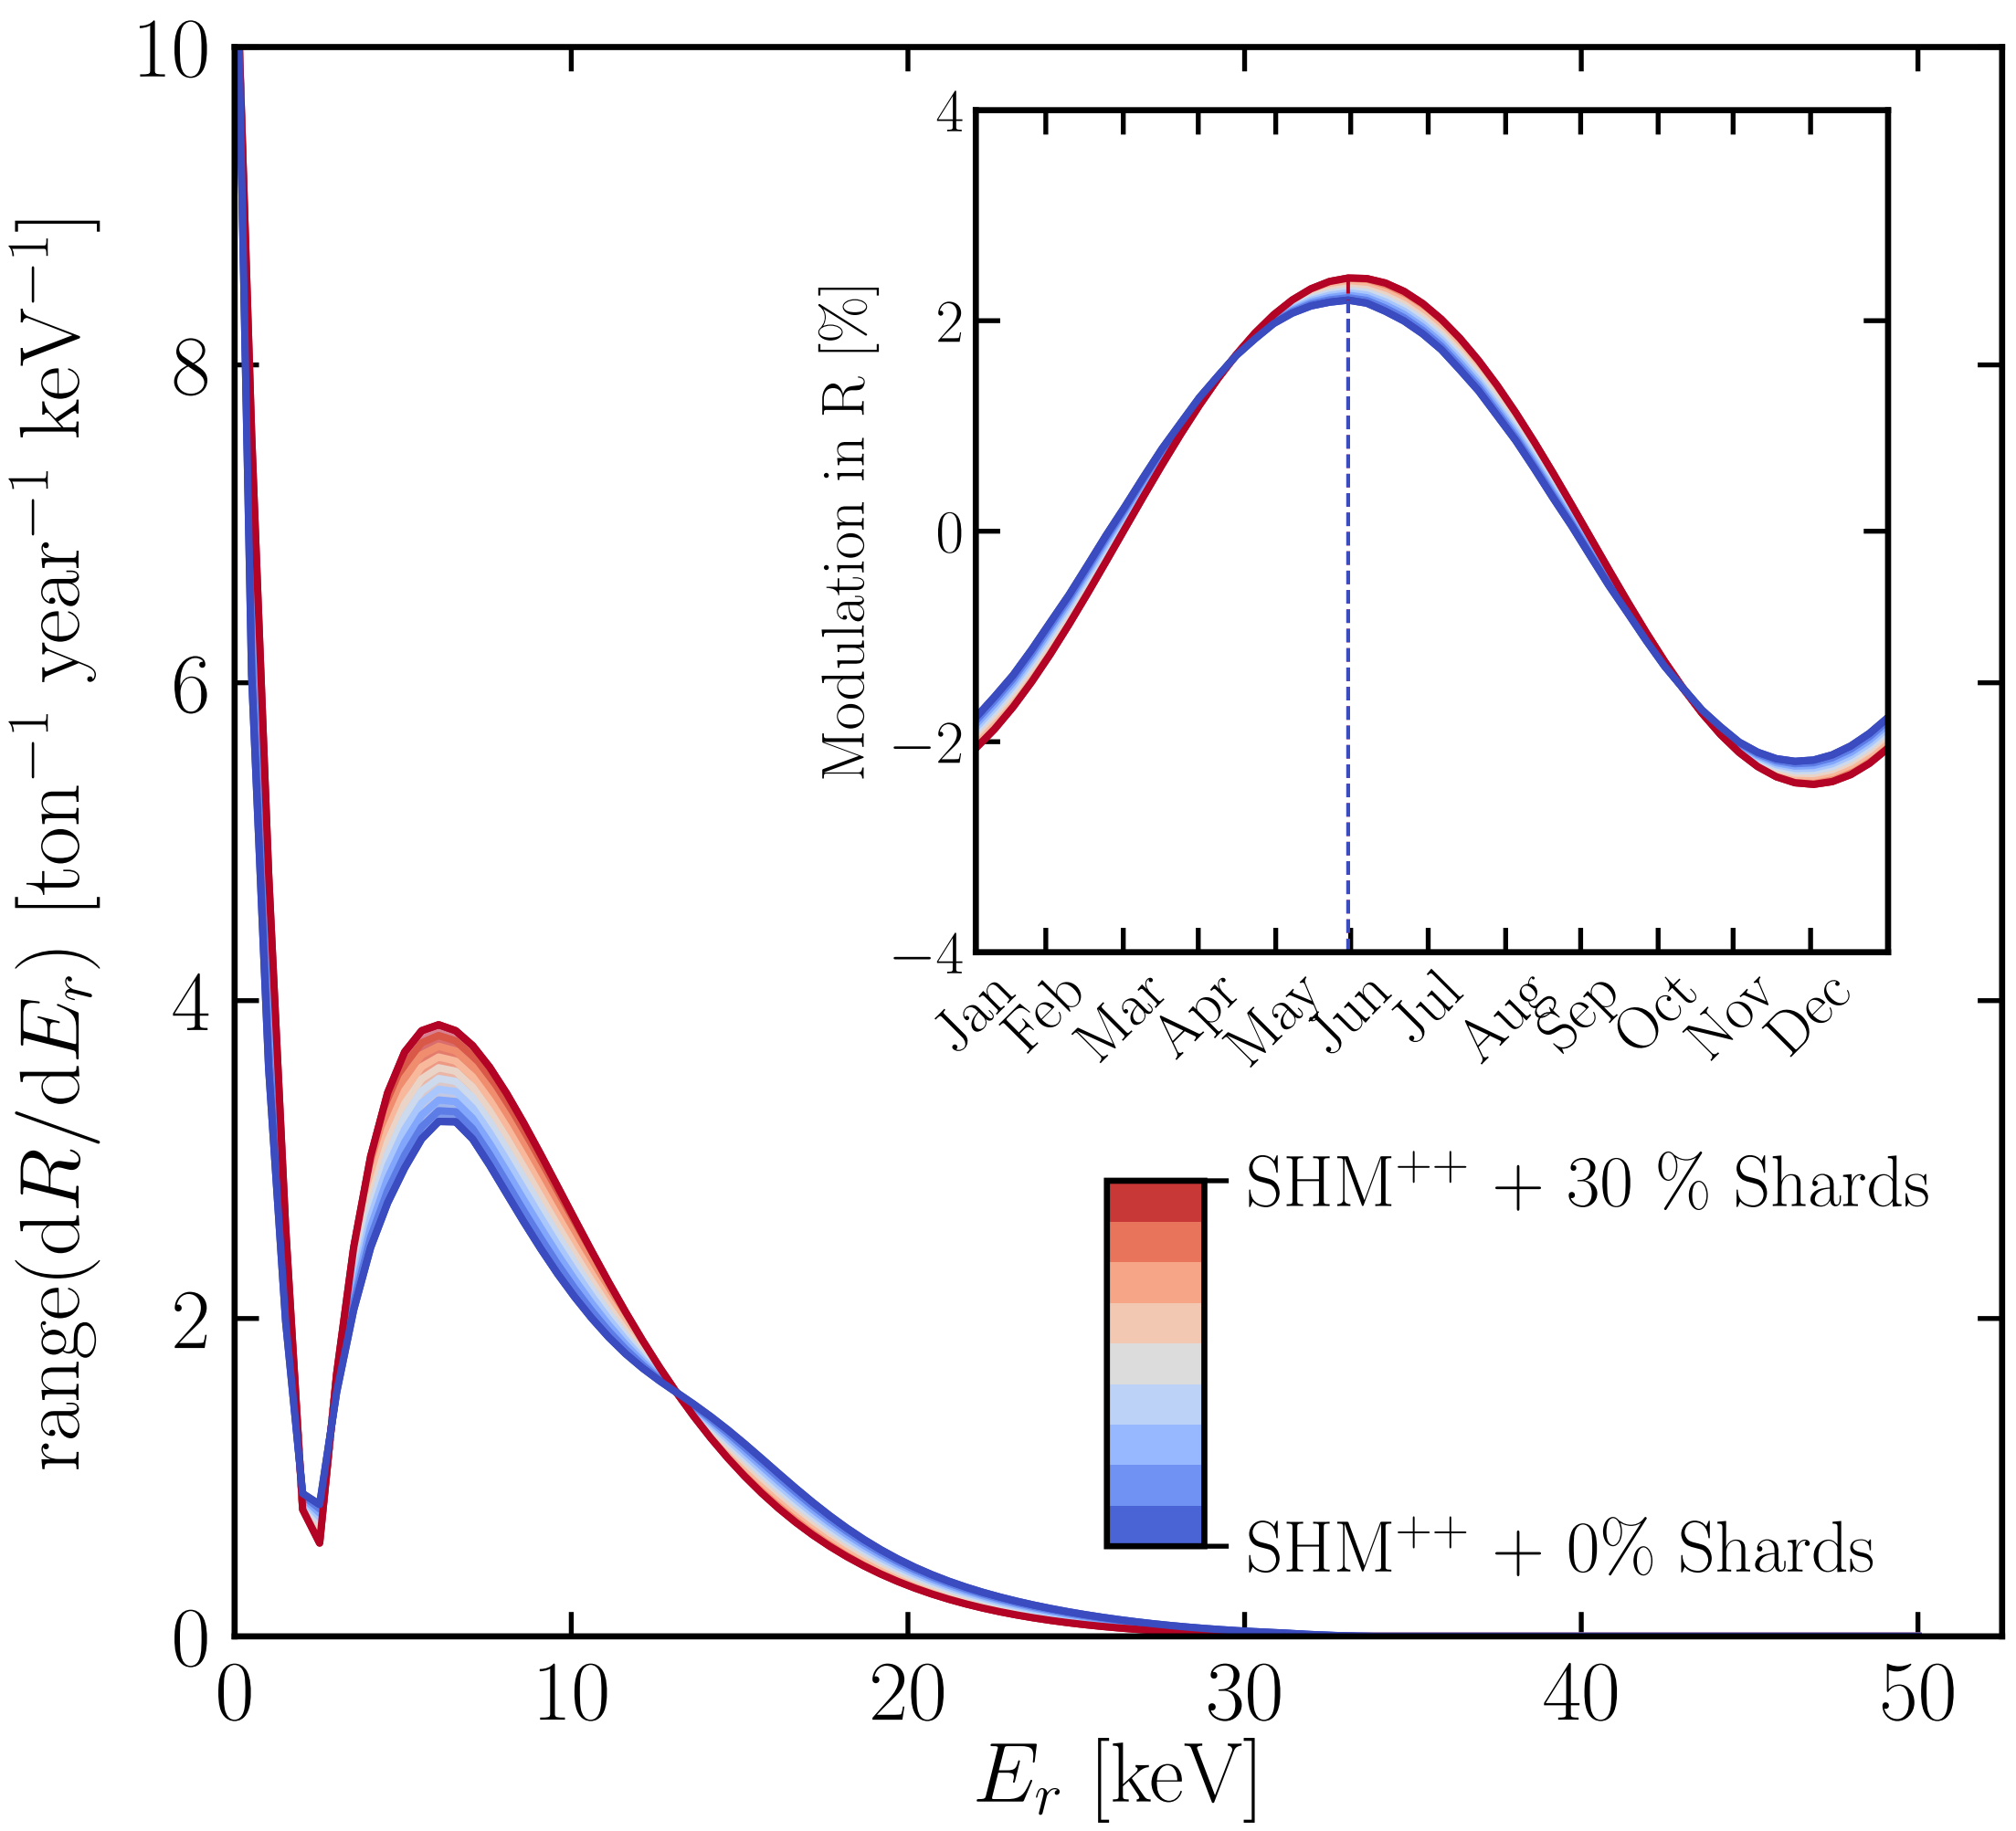 range(dR/dE_r) [ton⁻¹ year⁻¹ keV⁻¹]
10
8
6
4
2
0
0 10 20 30 40 50
E_r [keV]
Modulation in R [%]
4
2
0
−2
−4
Jan Feb Mar Apr May Jun Jul Aug Sep Oct Nov Dec
SHM⁺⁺ + 30 % Shards
SHM⁺⁺ + 0% Shards